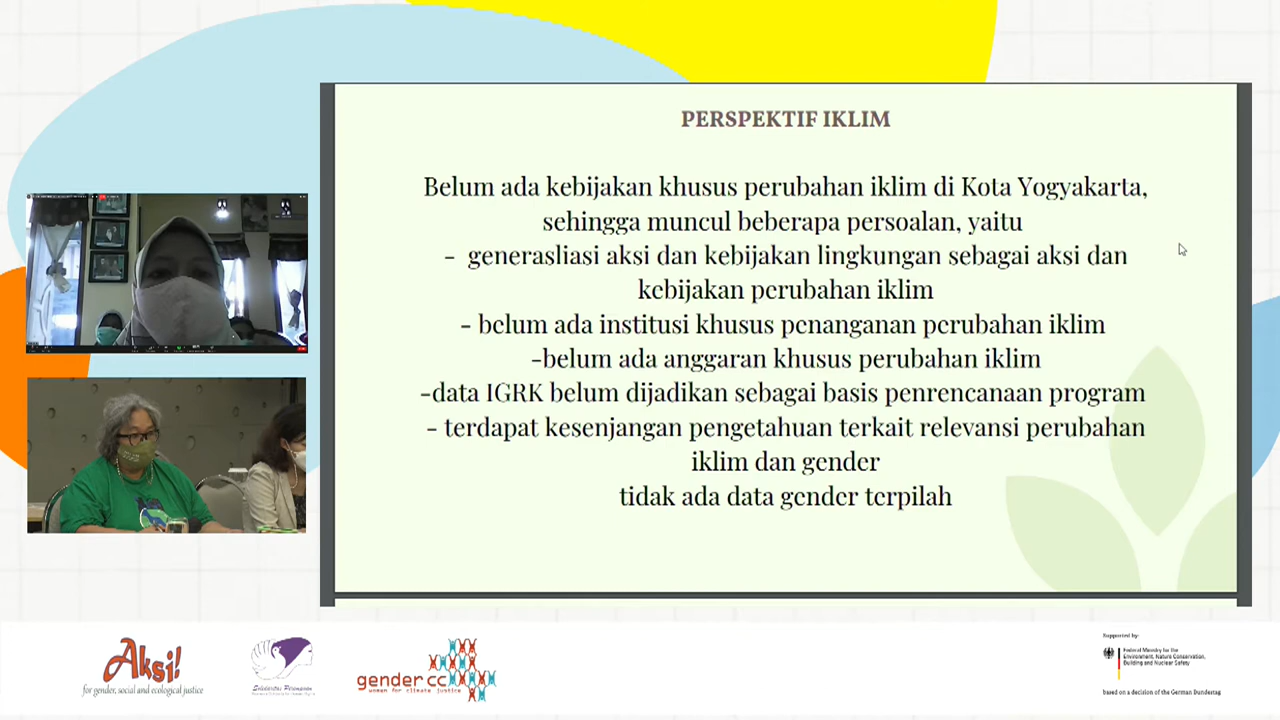 PERSPEKTIF IKLIM
Belum ada kebijakan khusus perubahan iklim di Kota Yogyakarta,
sehingga muncul beberapa persoalan, yaitu
- generasliasi aksi dan kebijakan lingkungan sebagai aksi dan
kebijakan perubahan iklim
- belum ada institusi khusus penanganan perubahan iklim
-belum ada anggaran khusus perubahan iklim
-data IGRK belum dijadikan sebagai basis penrencanaan program
- terdapat kesenjangan pengetahuan terkait relevansi perubahan
iklim dan gender
tidak ada data gender terpilah
Aksi!
for gender, social and ecological justice
Solidaritas Perempuan
gender cc
women for climate justice
Supported by:
Federal Ministry for the
Environment, Nature Conservation,
Building and Nuclear Safety
based on a decision of the German Bundestag